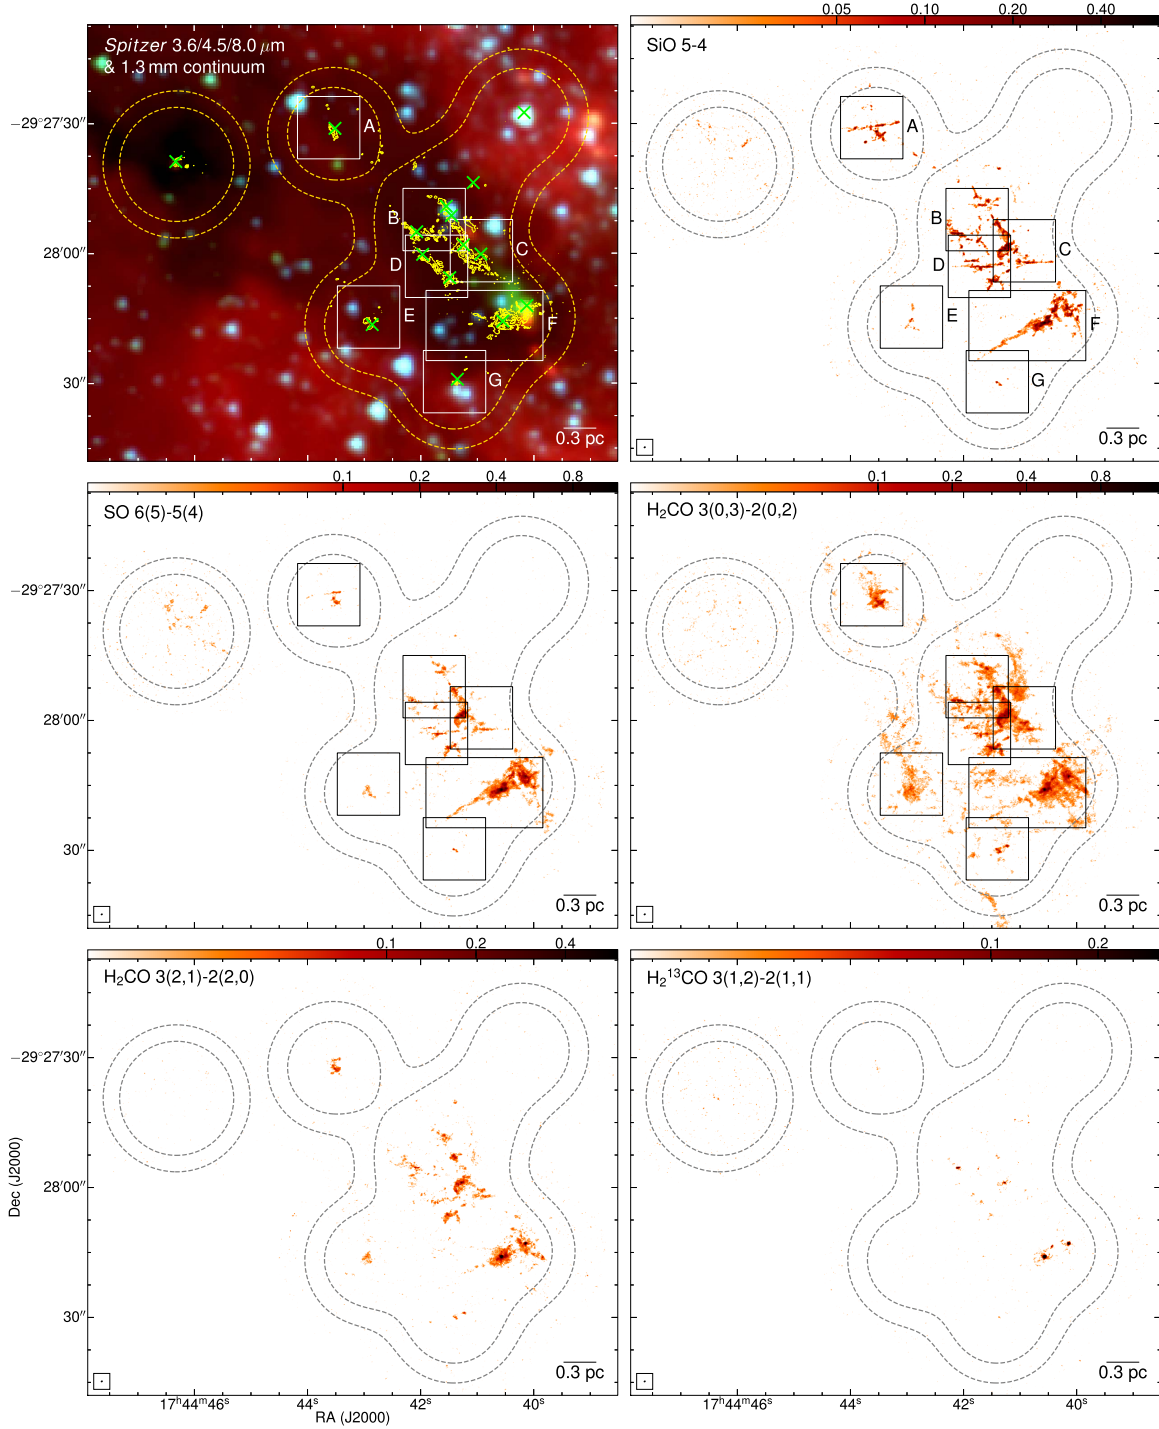 0.05 0.10 0.20 0.40
Spitzer 3.6/4.5/8.0 μm
& 1.3 mm continuum
SiO 5-4
−29°27′30″
28′00″
30″
A
B
C
D
E
F
G
0.3 pc
A
B
C
D
E
F
G
0.3 pc
0.1 0.2 0.4 0.8
0.1 0.2 0.4 0.8
SO 6(5)-5(4)
H₂CO 3(0,3)-2(0,2)
−29°27′30″
28′00″
30″
0.3 pc
0.3 pc
0.1 0.2 0.4
0.1 0.2
H₂CO 3(2,1)-2(2,0)
H₂¹³CO 3(1,2)-2(1,1)
−29°27′30″
28′00″
30″
Dec (J2000)
0.3 pc
0.3 pc
17ʰ44ᵐ46ˢ 44ˢ 42ˢ 40ˢ
17ʰ44ᵐ46ˢ 44ˢ 42ˢ 40ˢ
RA (J2000)